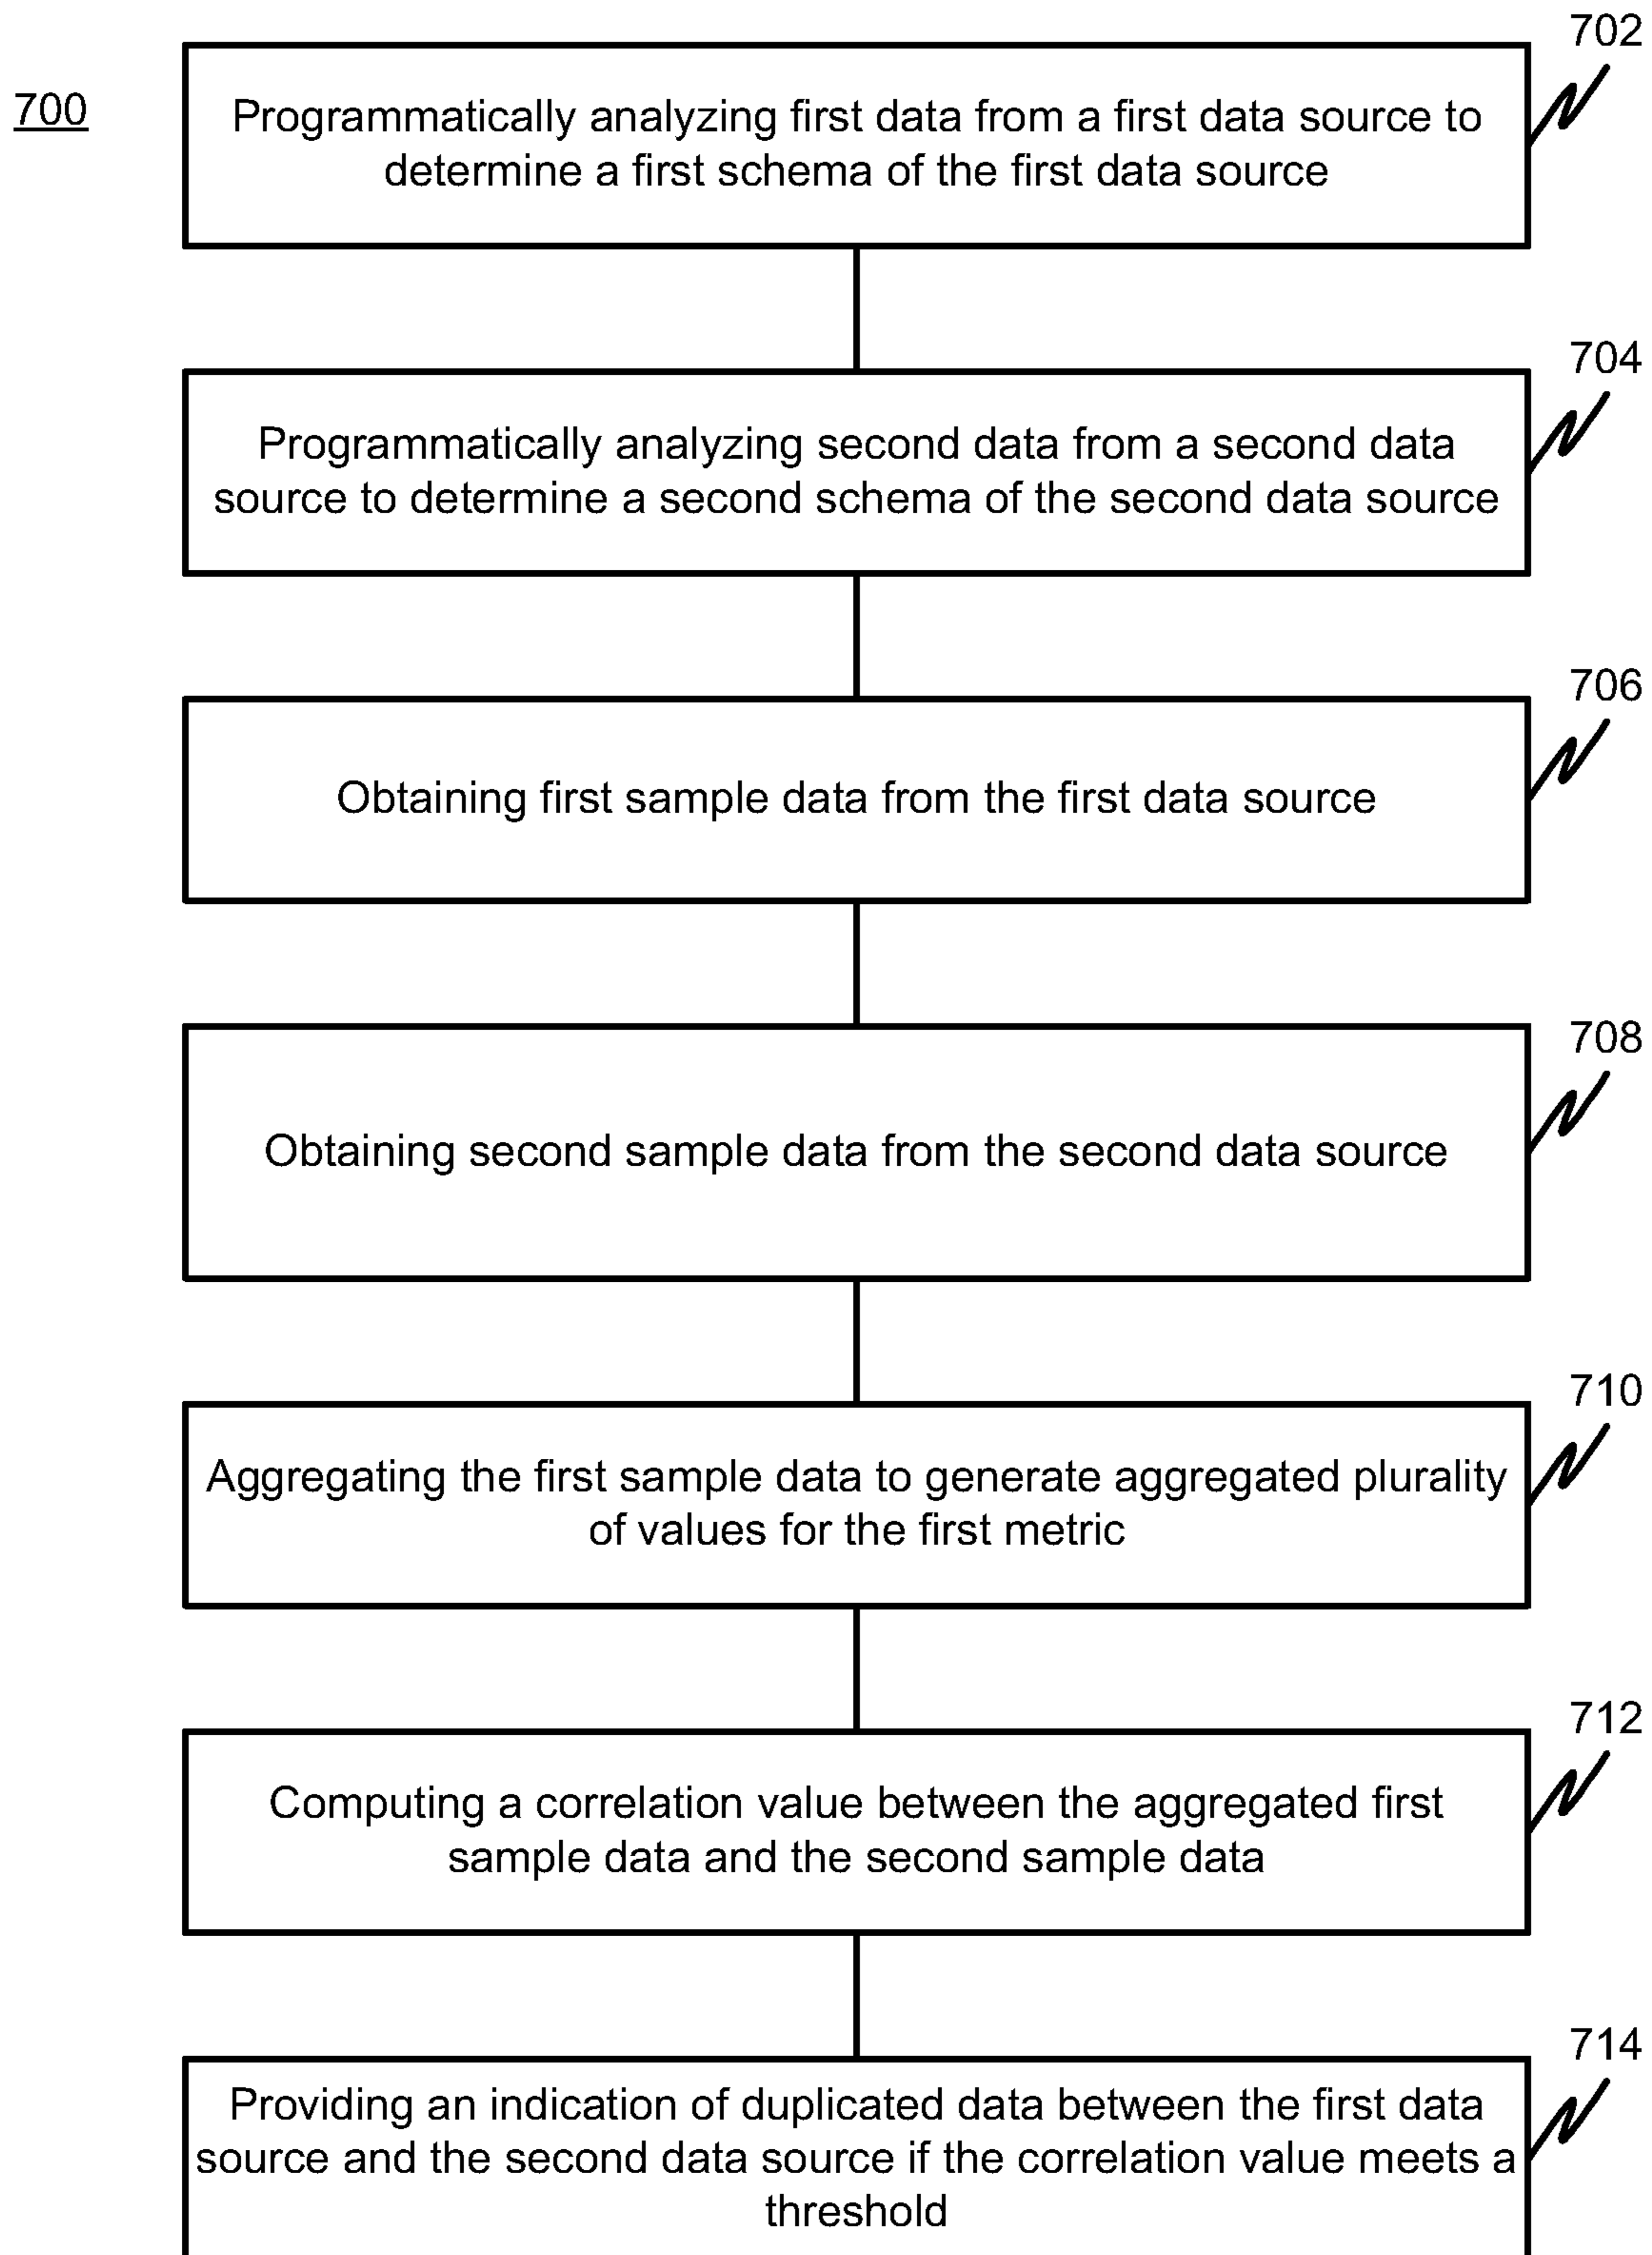 702
700
Programmatically analyzing first data from a first data source to
determine a first schema of the first data source
704
Programmatically analyzing second data from a second data
source to determine a second schema of the second data source
706
Obtaining first sample data from the first data source
708
Obtaining second sample data from the second data source
710
Aggregating the first sample data to generate aggregated plurality
of values for the first metric
712
Computing a correlation value between the aggregated first
sample data and the second sample data
714
Providing an indication of duplicated data between the first data
source and the second data source if the correlation value meets a
threshold